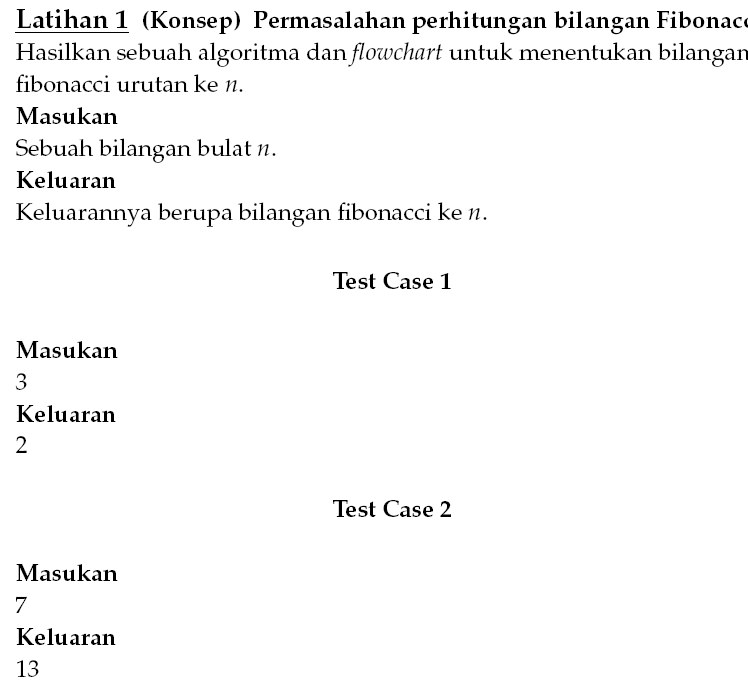 Latihan 1 (Konsep) Permasalahan perhitungan bilangan
Hasilkan sebuah algoritma dan flowchart untuk menentukan bilangan
fibonacci urutan ke n.
Masukan
Sebuah bilangan bulat n.
Keluaran
Keluarannya berupa bilangan fibonacci ke n.
Test Case 1
Masukan
3
Keluaran
2
Test Case 2
Masukan
7
Keluaran
13